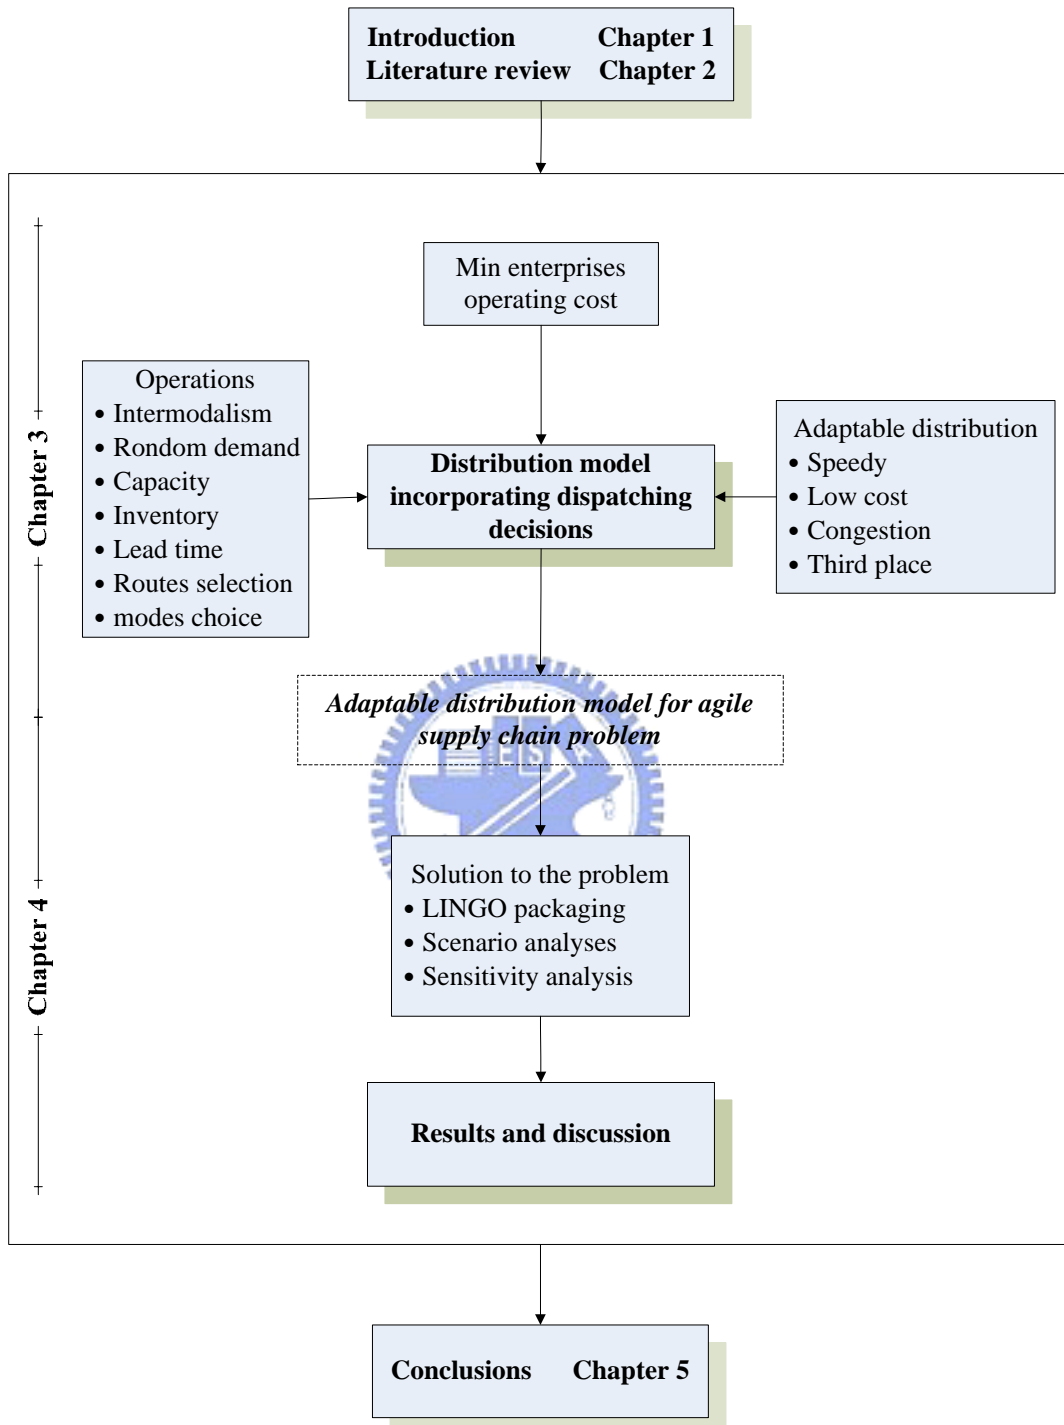 Introduction Chapter 1
Literature review Chapter 2
Min enterprises
operating cost
Chapter 3
Operations
• Intermodalism
• Rondom demand
• Capacity
• Inventory
• Lead time
• Routes selection
• modes choice
Distribution model
incorporating dispatching
decisions
Adaptable distribution
• Speedy
• Low cost
• Congestion
• Third place
Adaptable distribution model for agile
supply chain problem
E S A
Chapter 4
Solution to the problem
• LINGO packaging
• Scenario analyses
• Sensitivity analysis
Results and discussion
Conclusions Chapter 5